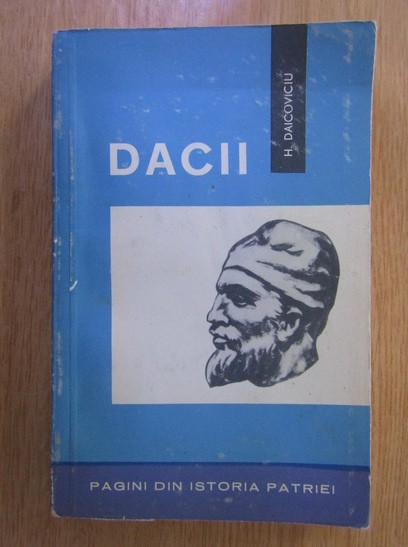 H. DAICOVICIU
DACII
PAGINI DIN ISTORIA PATRIEI